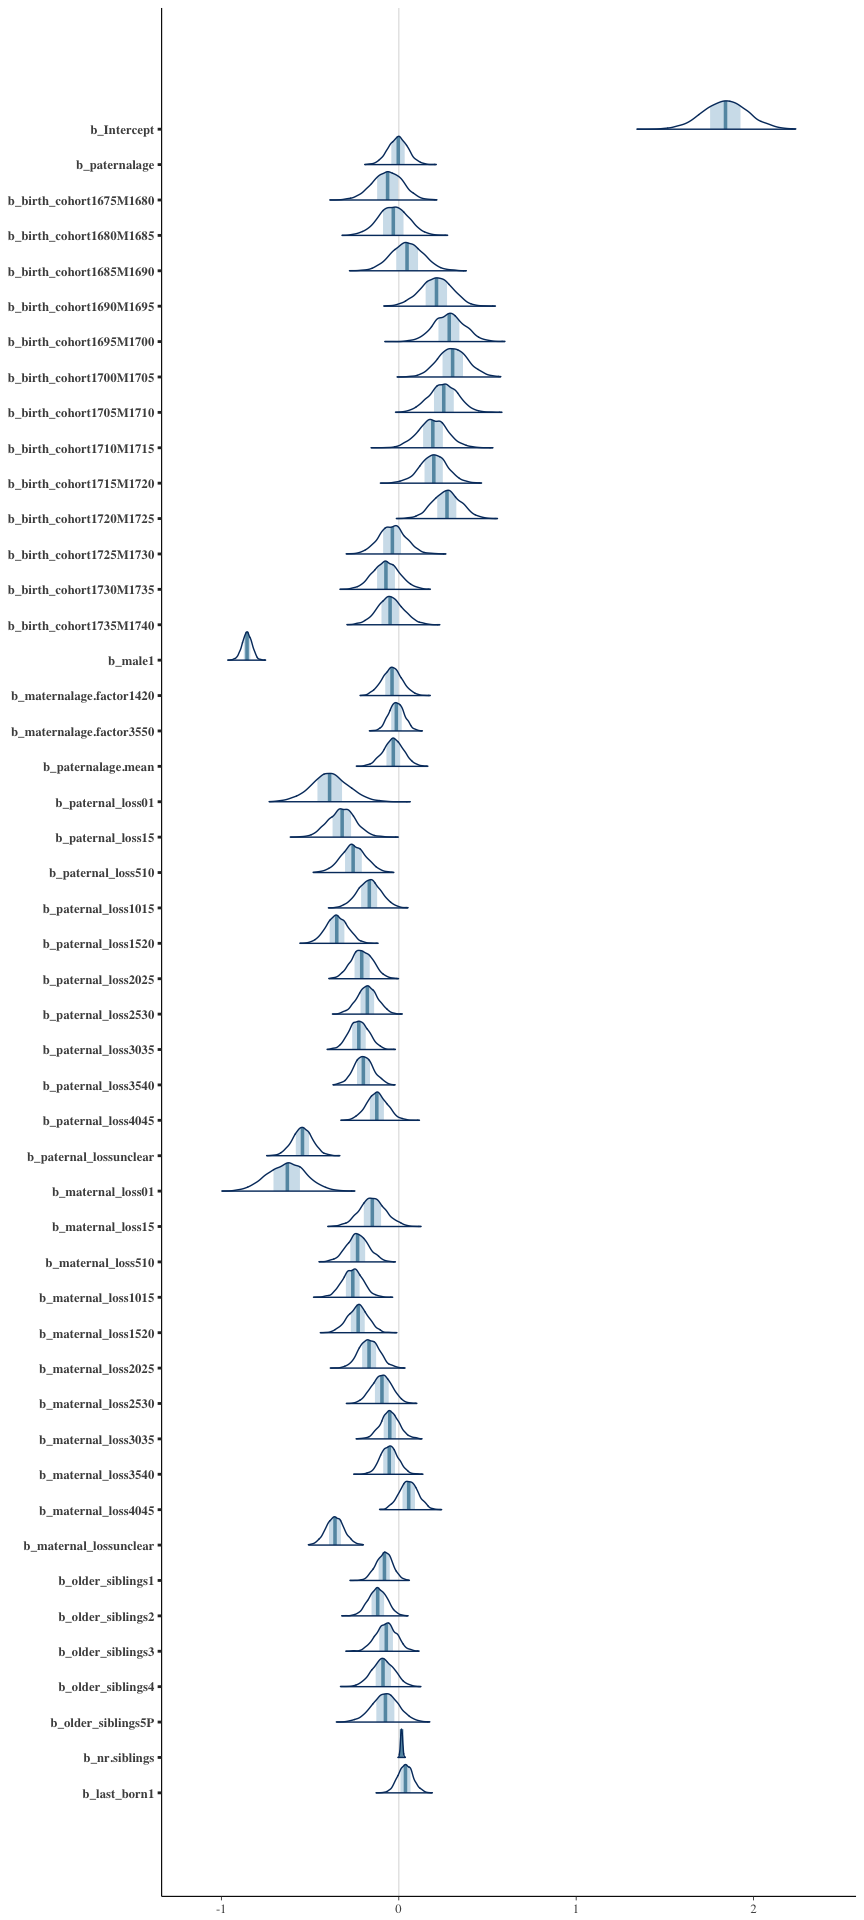 b_Intercept
b_paternalage
b_birth_cohort1675M1680
b_birth_cohort1680M1685
b_birth_cohort1685M1690
b_birth_cohort1690M1695
b_birth_cohort1695M1700
b_birth_cohort1700M1705
b_birth_cohort1705M1710
b_birth_cohort1710M1715
b_birth_cohort1715M1720
b_birth_cohort1720M1725
b_birth_cohort1725M1730
b_birth_cohort1730M1735
b_birth_cohort1735M1740
b_male1
b_maternalage.factor1420
b_maternalage.factor3550
b_paternalage.mean
b_paternal_loss01
b_paternal_loss15
b_paternal_loss510
b_paternal_loss1015
b_paternal_loss1520
b_paternal_loss2025
b_paternal_loss2530
b_paternal_loss3035
b_paternal_loss3540
b_paternal_loss4045
b_paternal_lossunclear
b_maternal_loss01
b_maternal_loss15
b_maternal_loss510
b_maternal_loss1015
b_maternal_loss1520
b_maternal_loss2025
b_maternal_loss2530
b_maternal_loss3035
b_maternal_loss3540
b_maternal_loss4045
b_maternal_lossunclear
b_older_siblings1
b_older_siblings2
b_older_siblings3
b_older_siblings4
b_older_siblings5P
b_nr.siblings
b_last_born1
-1 0 1 2